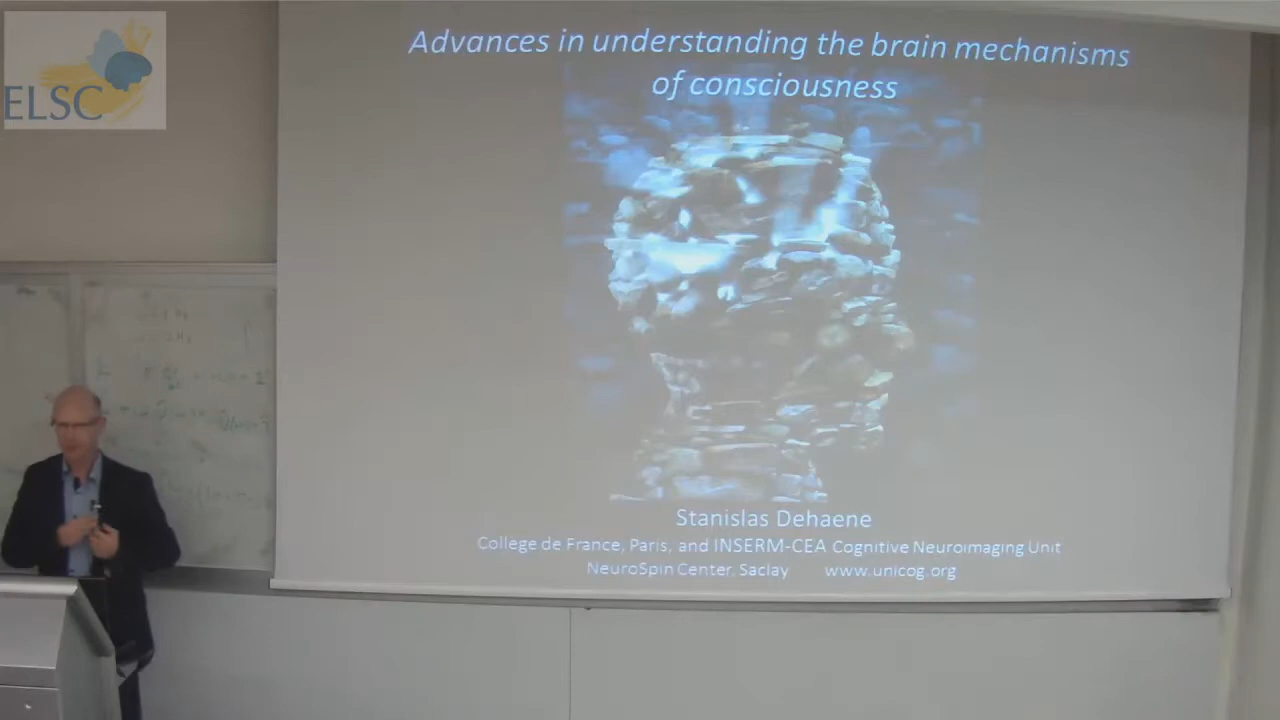 ELSC
Advances in understanding the brain mechanisms
of consciousness
Stanislas Dehaene
College de France, Paris, and INSERM-CEA Cognitive Neuroimaging Unit
NeuroSpin Center, Saclay www.unicog.org